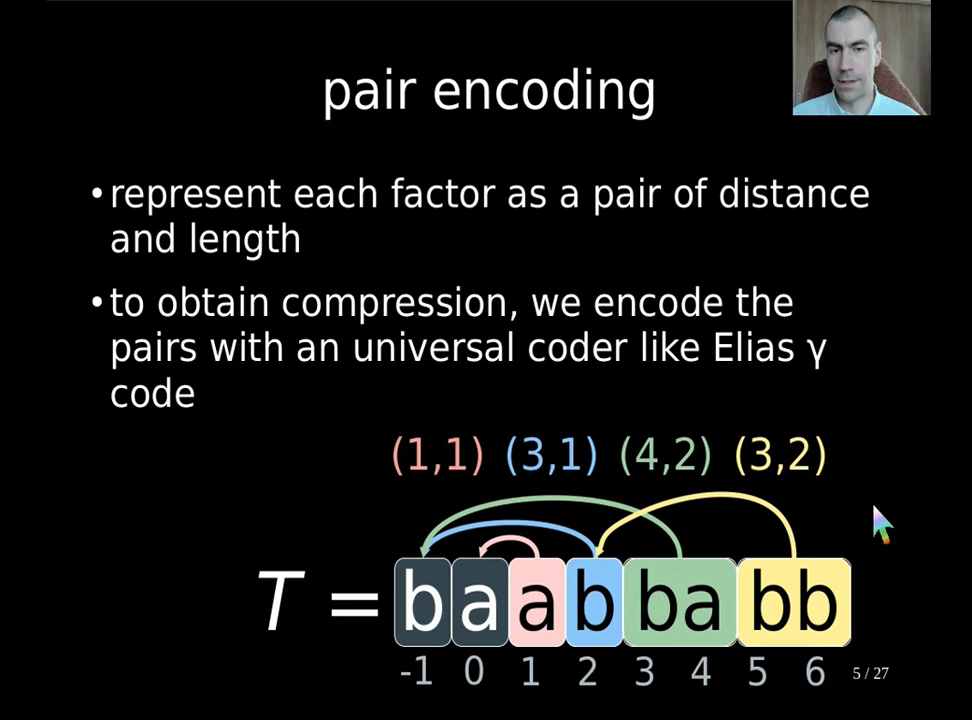 pair encoding
•represent each factor as a pair of distance
and length
•to obtain compression, we encode the
pairs with an universal coder like Elias γ
code
(1,1) (3,1) (4,2) (3,2)
T = b a a b ba bb
-1 0 1 2 3 4 5 6
5 / 27